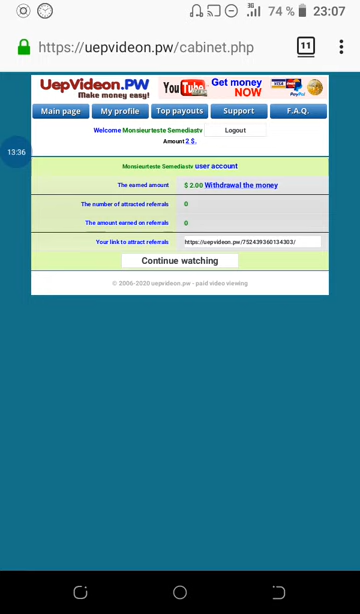 3G
74 %
23:07
https://uepvideon.pw/cabinet.php
11
UepVideon.PW
Make money easy!
YouTube
Get money
NOW
VISA
PayPal
Main page
My profile
Top payouts
Support
F.A.Q.
Welcome Monsieurteste Semediastv
Logout
Amount 2 $.
13:36
Monsieurteste Semediastv user account
The earned amount
$ 2.00 Withdrawal the money
The number of attracted referrals
0
The amount earned on referrals
0
Your link to attract referrals
https://uepvideon.pw/752439360134303/
Continue watching
© 2006-2020 uepvideon.pw - paid video viewing